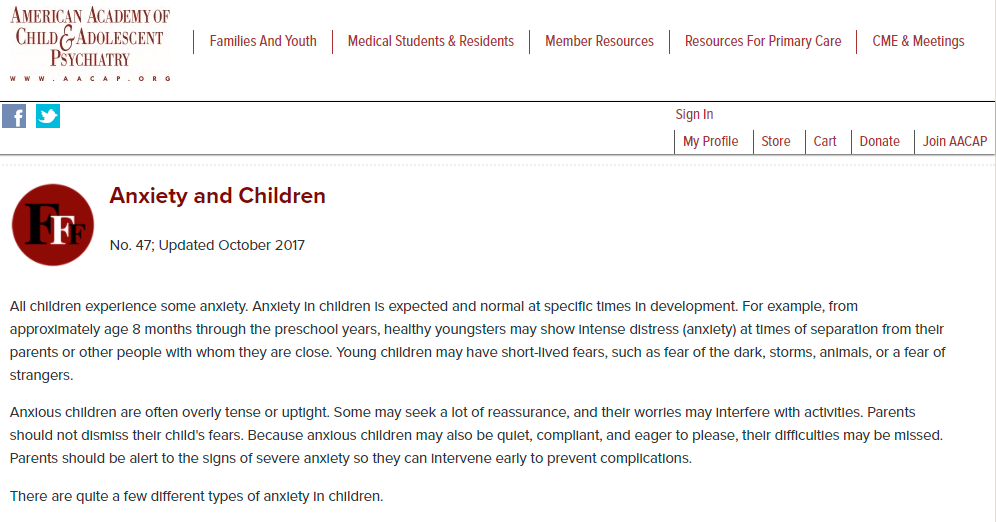 AMERICAN ACADEMY OF
CHILD & ADOLESCENT
PSYCHIATRY
WWW.AACAP.ORG
Families And Youth
Medical Students & Residents
Member Resources
Resources For Primary Care
CME & Meetings
f
Sign In
My Profile
Store
Cart
Donate
Join AACAP
FFF
Anxiety and Children
No. 47; Updated October 2017
All children experience some anxiety. Anxiety in children is expected and normal at specific times in development. For example, from
approximately age 8 months through the preschool years, healthy youngsters may show intense distress (anxiety) at times of separation from their
parents or other people with whom they are close. Young children may have short-lived fears, such as fear of the dark, storms, animals, or a fear of
strangers.
Anxious children are often overly tense or uptight. Some may seek a lot of reassurance, and their worries may interfere with activities. Parents
should not dismiss their child's fears. Because anxious children may also be quiet, compliant, and eager to please, their difficulties may be missed.
Parents should be alert to the signs of severe anxiety so they can intervene early to prevent complications.
There are quite a few different types of anxiety in children.